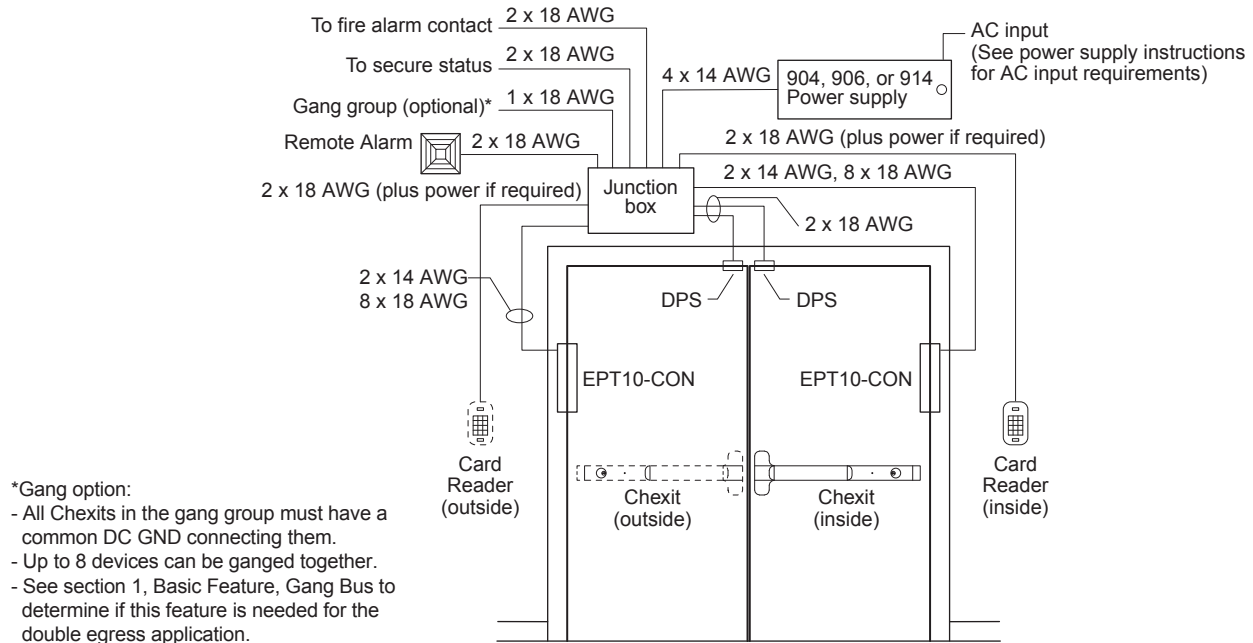 To fire alarm contact
2 x 18 AWG
To secure status
2 x 18 AWG
Gang group (optional)*
1 x 18 AWG
Remote Alarm
2 x 18 AWG
2 x 18 AWG (plus power if required)
Junction
box
4 x 14 AWG
904, 906, or 914
Power supply
AC input
(See power supply instructions
for AC input requirements)
2 x 18 AWG (plus power if required)
2 x 14 AWG, 8 x 18 AWG
2 x 18 AWG
2 x 14 AWG
8 x 18 AWG
DPS
DPS
EPT10-CON
EPT10-CON
Card
Reader
(outside)
Chexit
(outside)
Chexit
(inside)
Card
Reader
(inside)
*Gang option:
- All Chexits in the gang group must have a
common DC GND connecting them.
- Up to 8 devices can be ganged together.
- See section 1, Basic Feature, Gang Bus to
determine if this feature is needed for the
double egress application.